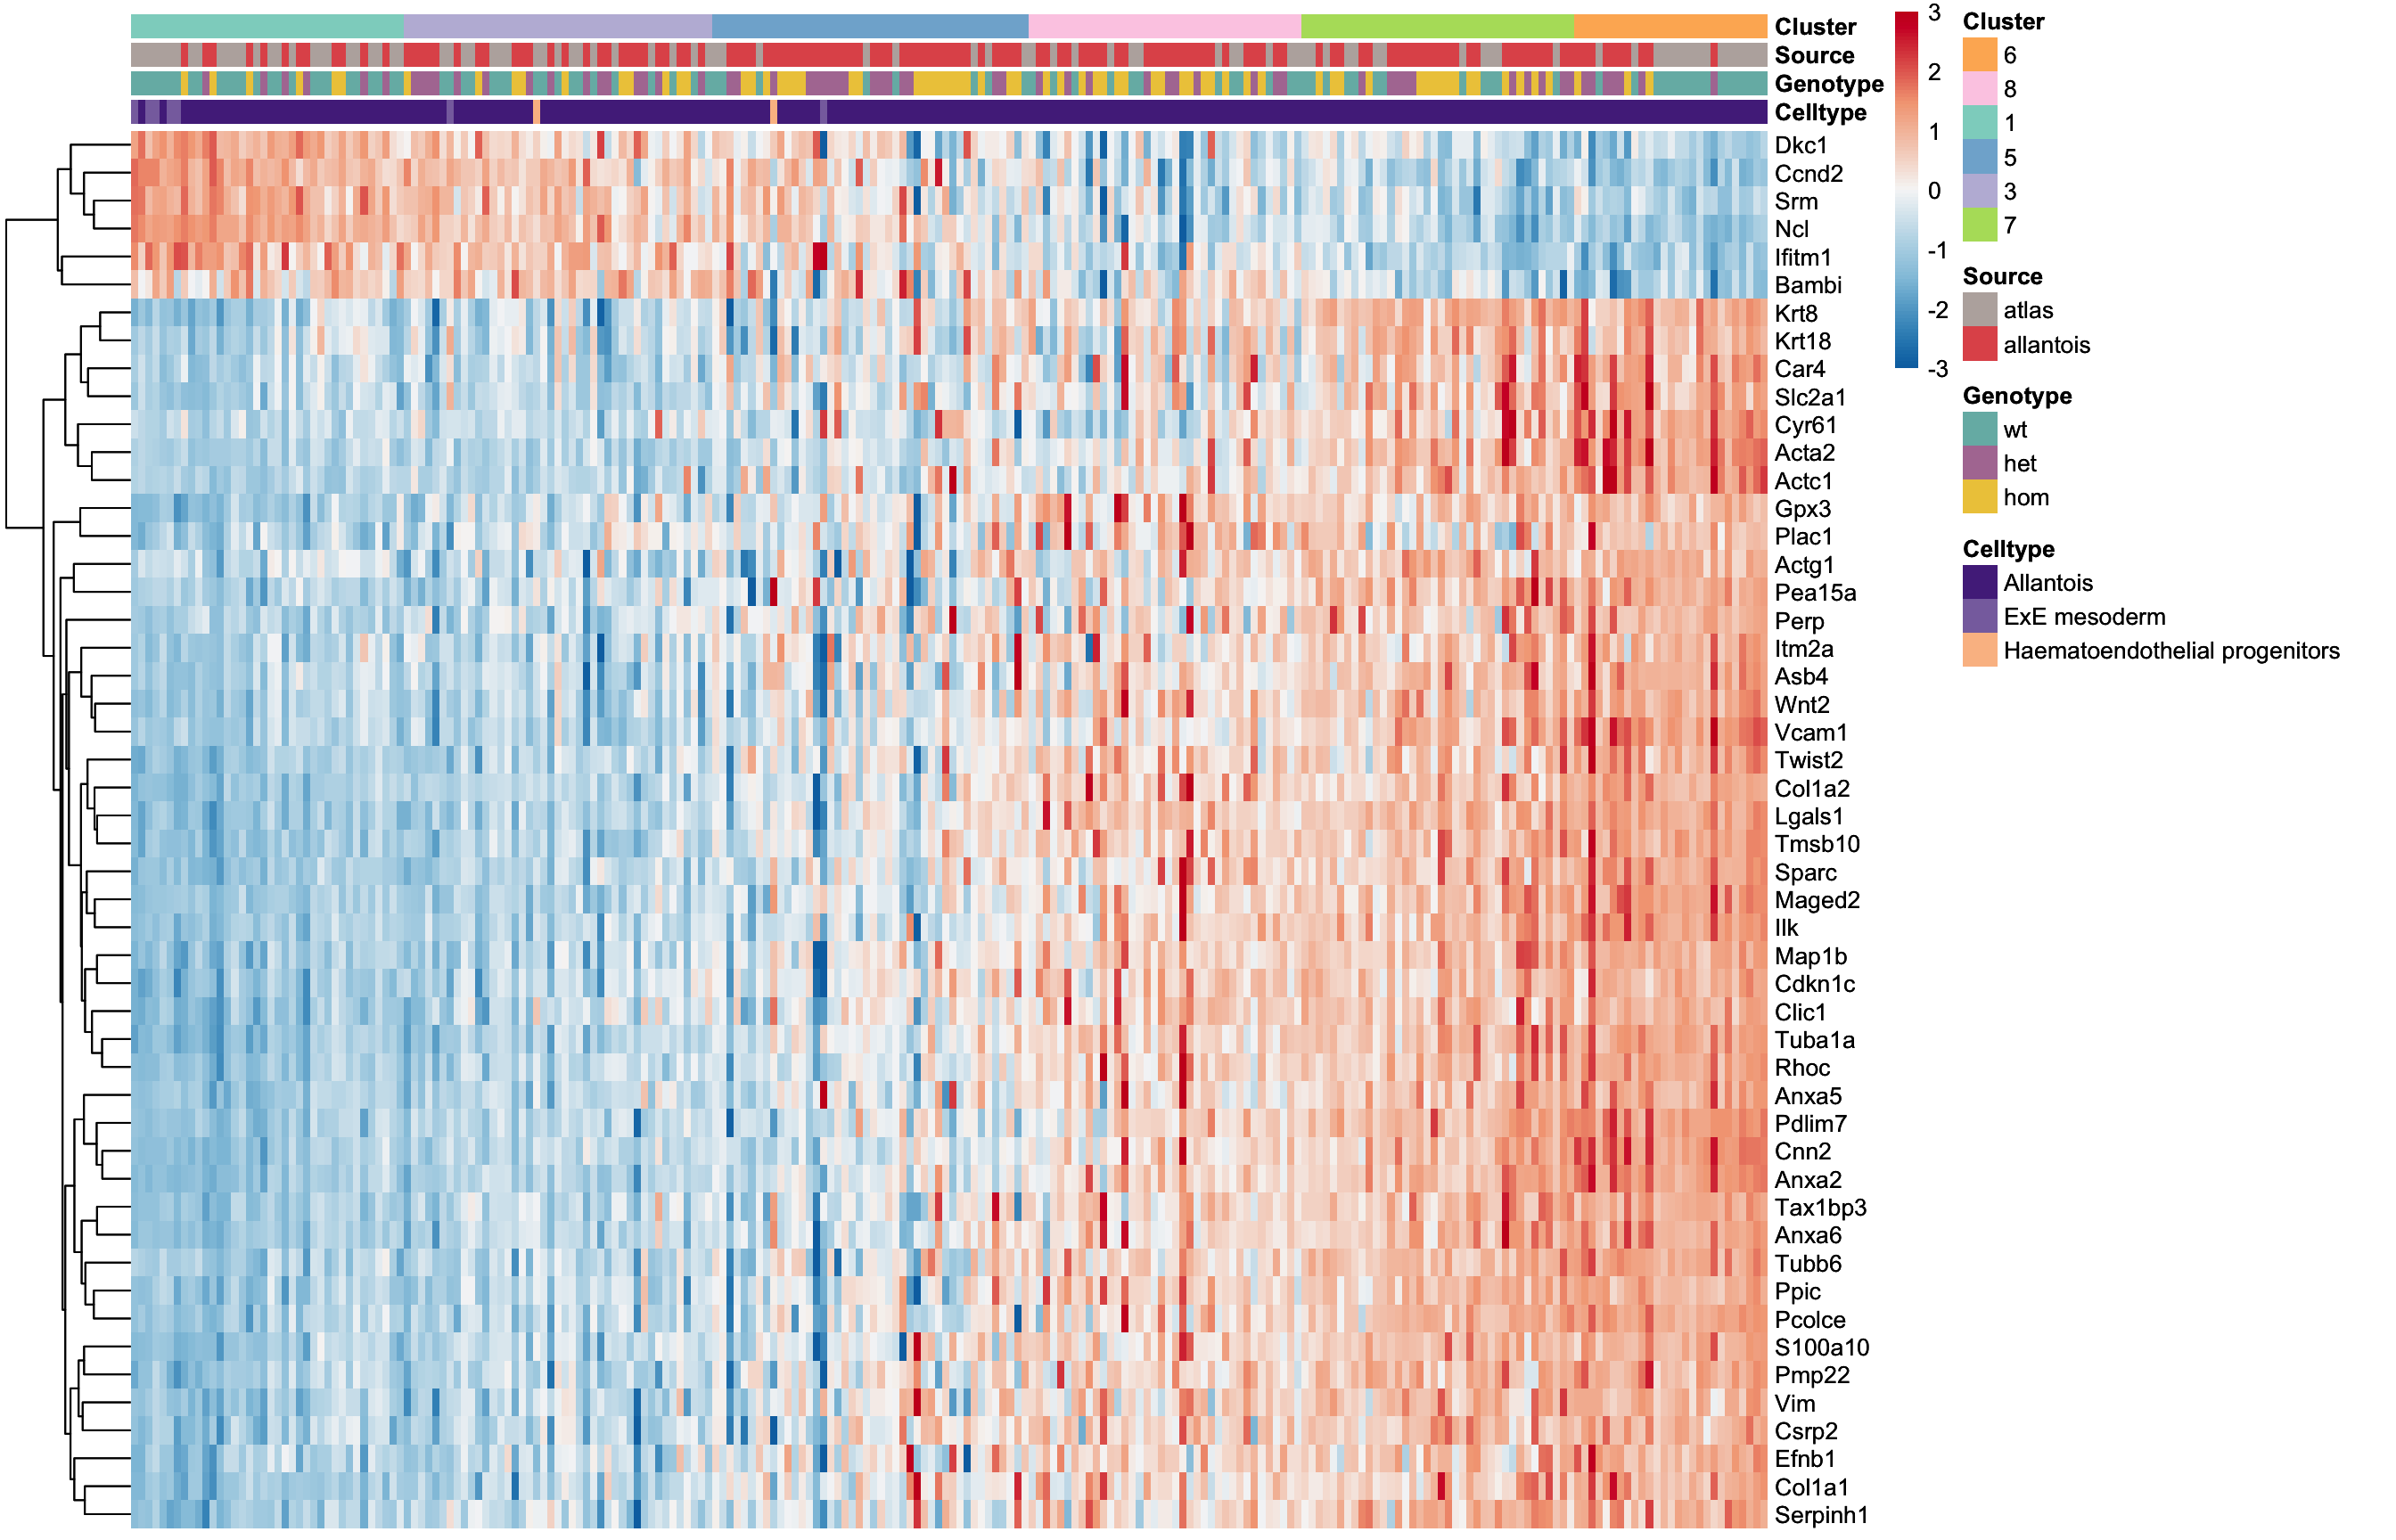 Cluster
Source
Genotype
Celltype
Dkc1
Ccnd2
Srm
Ncl
Ifitm1
Bambi
Krt8
Krt18
Car4
Slc2a1
Cyr61
Acta2
Actc1
Gpx3
Plac1
Actg1
Pea15a
Perp
Itm2a
Asb4
Wnt2
Vcam1
Twist2
Col1a2
Lgals1
Tmsb10
Sparc
Maged2
Ilk
Map1b
Cdkn1c
Clic1
Tuba1a
Rhoc
Anxa5
Pdlim7
Cnn2
Anxa2
Tax1bp3
Anxa6
Tubb6
Ppic
Pcolce
S100a10
Pmp22
Vim
Csrp2
Efnb1
Col1a1
Serpinh1
3
2
1
0
-1
-2
-3
Cluster
6
8
1
5
3
7
Source
atlas
allantois
Genotype
wt
het
hom
Celltype
Allantois
ExE mesoderm
Haematoendothelial progenitors